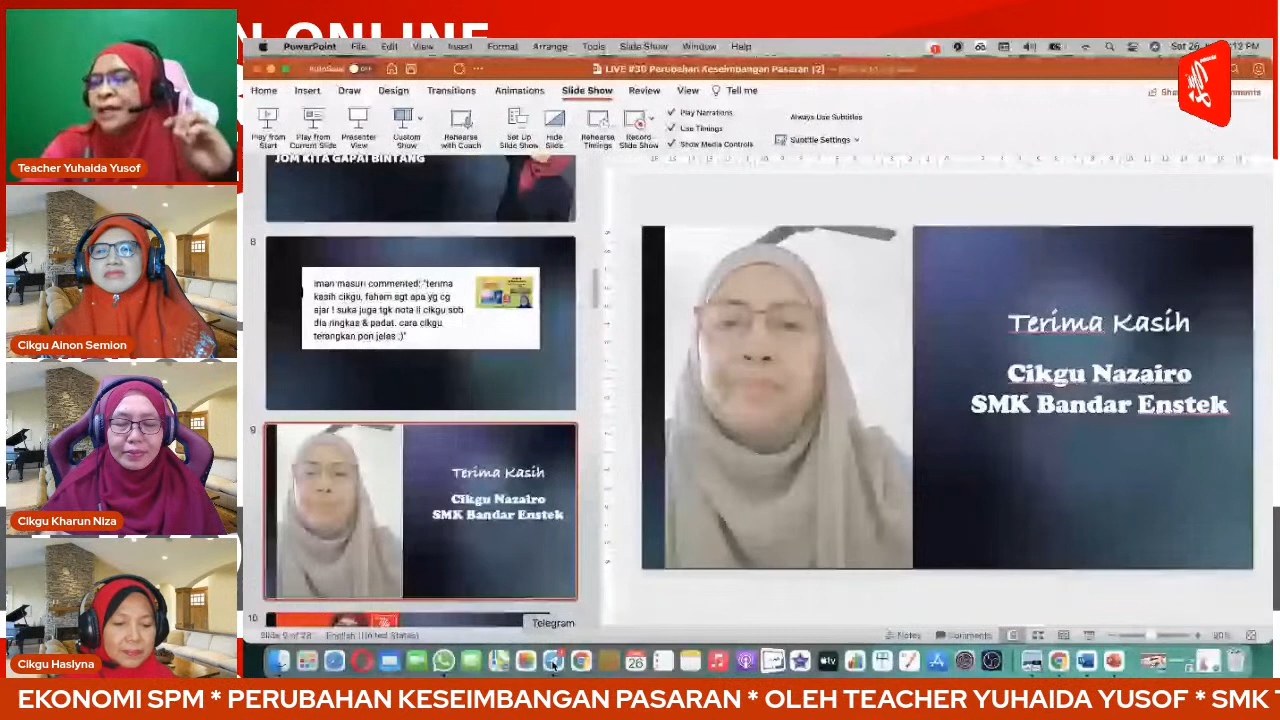 N ONLINE
PowerPoint File Edit View Insert Format Arrange Tools Slide Show Window Help
AutoSave OFF
LIVE #30 Perubahan Keseimbangan Pasaran [2]
Home Insert Draw Design Transitions Animations Slide Show Review View Tell me
Play from Start
Play from Current Slide
Presenter View
Custom Show
Rehearse with Coach
Set Up Slide Show
Hide Slide
Rehearse Timings
Record Slide Show
Play Narrations
Use Timings
Show Media Controls
Always Use Subtitles
Subtitle Settings
JOM KITA GAPAI BINTANG
8
iman masuri commented: "terima
kasih cikgu, faham sgt apa yg cg
ajar ! suka juga tgk nota ii cikgu sbb
dia ringkas & padat. cara cikgu
terangkan pon jelas :)"
9
Terima Kasih
Cikgu Nazairo
SMK Bandar Enstek
10
Telegram
Terima Kasih
Cikgu Nazairo
SMK Bandar Enstek
Slide 9 of 28 English (United States)
Notes Comments
26
tv
Teacher Yuhaida Yusof
Cikgu Ainon Semion
Cikgu Kharun Niza
Cikgu Haslyna
EKONOMI SPM * PERUBAHAN KESEIMBANGAN PASARAN * OLEH TEACHER YUHAIDA YUSOF * SMK